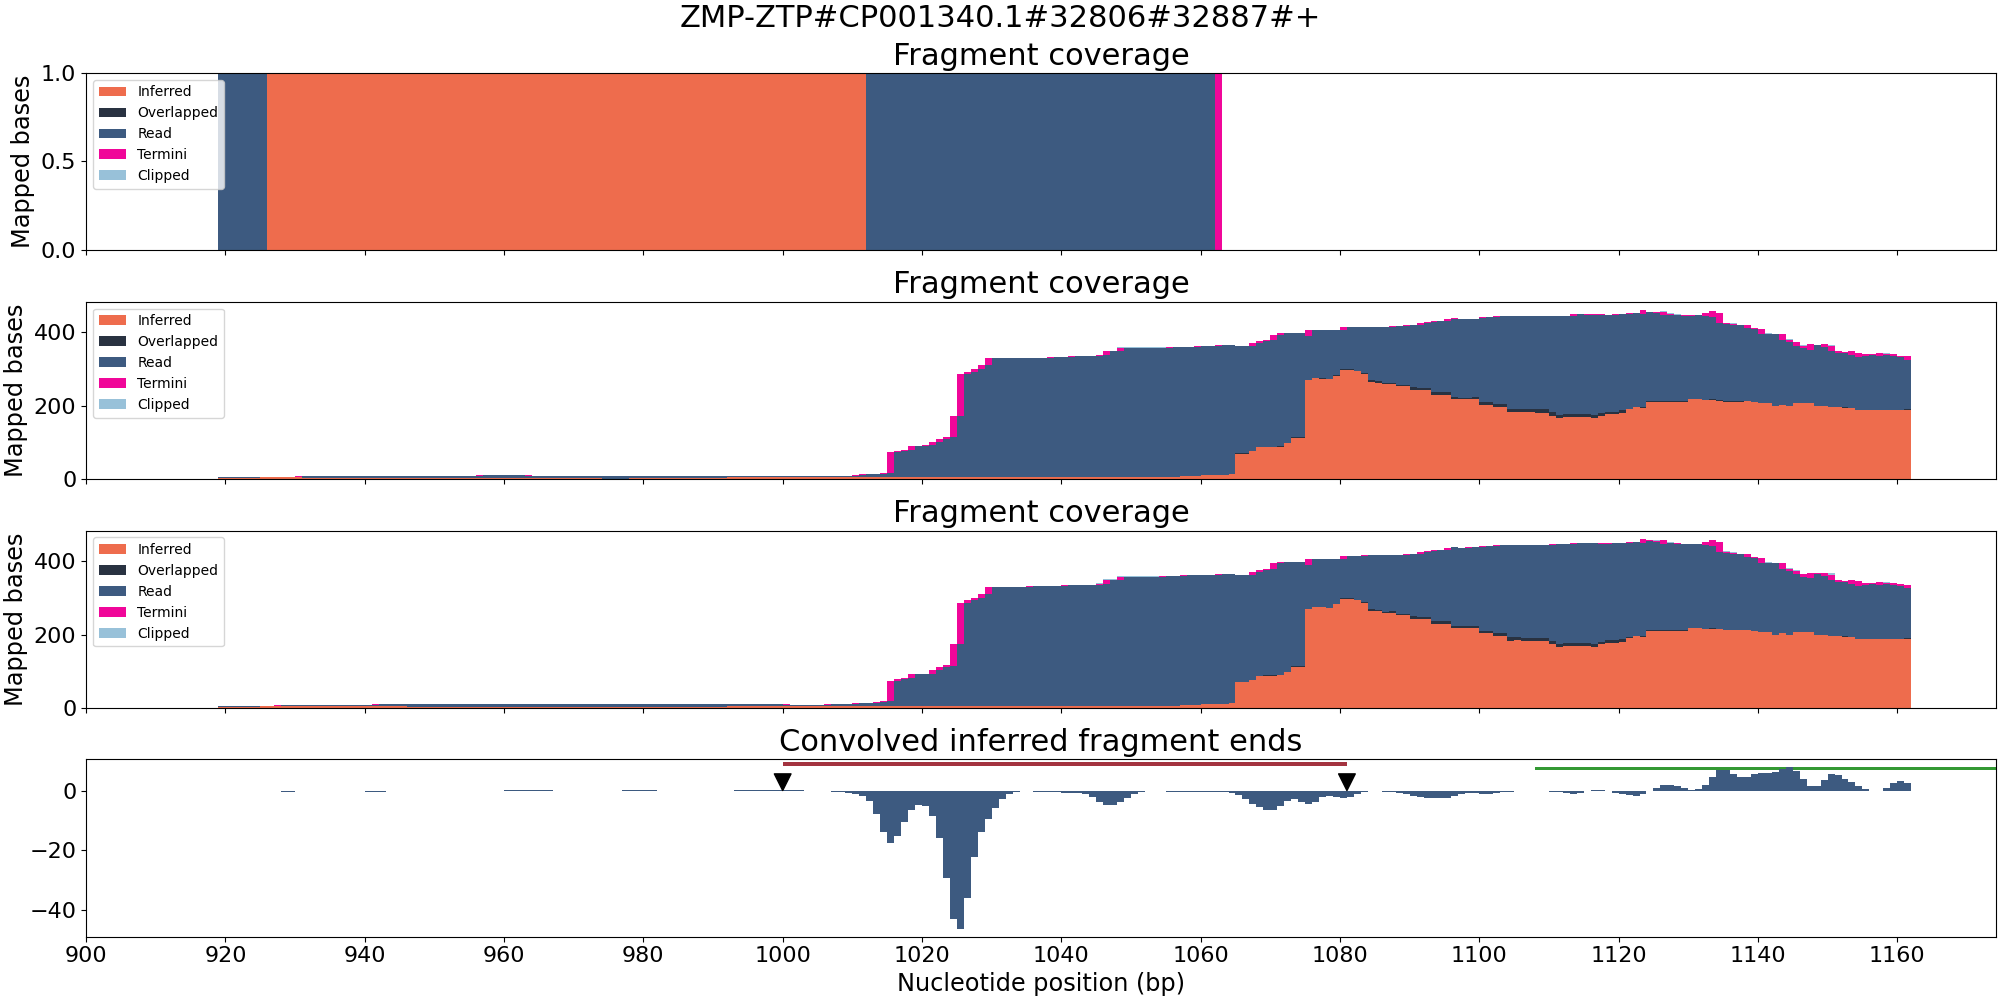 ZMP-ZTP#CP001340.1#32806#32887#+
Fragment coverage
Mapped bases
1.0
0.5
0.0
Inferred
Overlapped
Read
Termini
Clipped
Fragment coverage
Mapped bases
400
200
0
Inferred
Overlapped
Read
Termini
Clipped
Fragment coverage
Mapped bases
400
200
0
Inferred
Overlapped
Read
Termini
Clipped
Convolved inferred fragment ends
0
−20
−40
900 920 940 960 980 1000 1020 1040 1060 1080 1100 1120 1140 1160
Nucleotide position (bp)